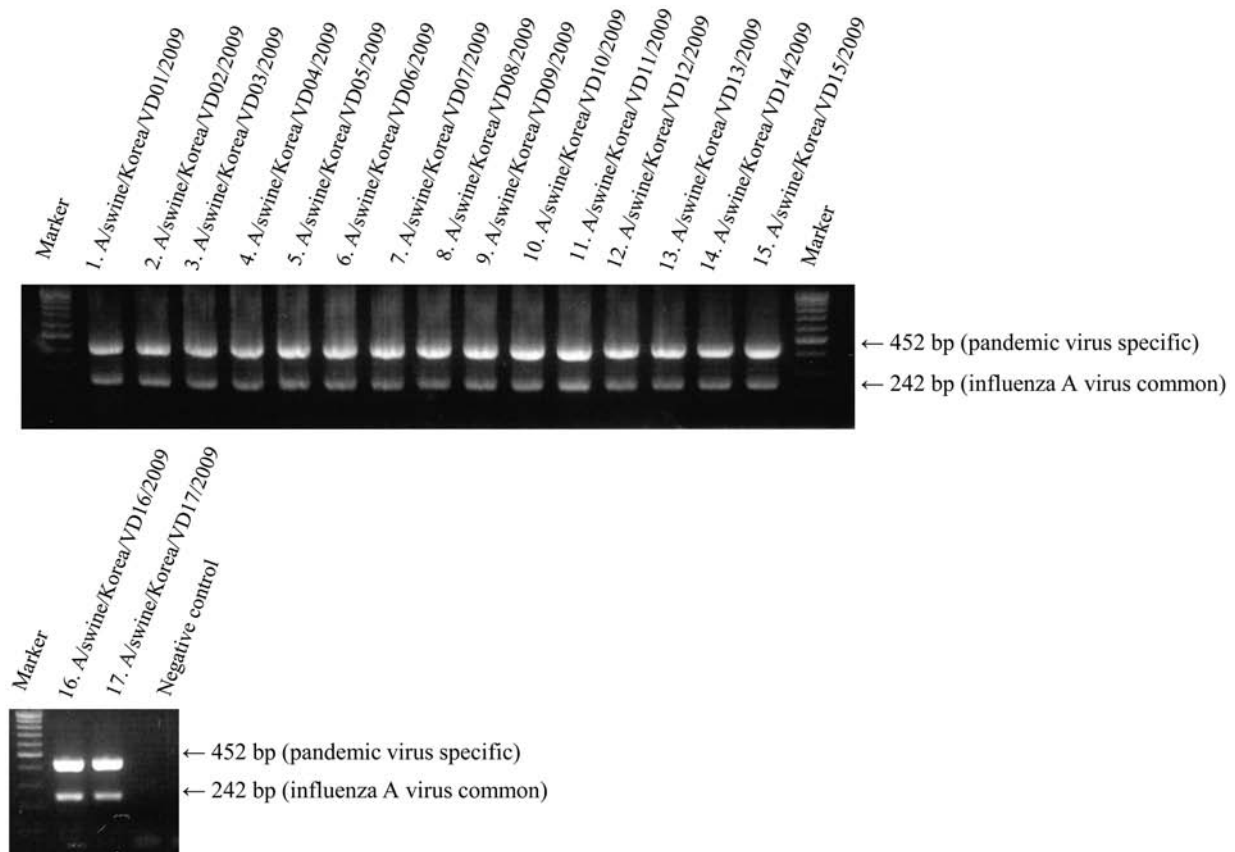 Marker
1. A/swine/Korea/VD01/2009
2. A/swine/Korea/VD02/2009
3. A/swine/Korea/VD03/2009
4. A/swine/Korea/VD04/2009
5. A/swine/Korea/VD05/2009
6. A/swine/Korea/VD06/2009
7. A/swine/Korea/VD07/2009
8. A/swine/Korea/VD08/2009
9. A/swine/Korea/VD09/2009
10. A/swine/Korea/VD10/2009
11. A/swine/Korea/VD11/2009
12. A/swine/Korea/VD12/2009
13. A/swine/Korea/VD13/2009
14. A/swine/Korea/VD14/2009
15. A/swine/Korea/VD15/2009
Marker
← 452 bp (pandemic virus specific)
← 242 bp (influenza A virus common)
Marker
16. A/swine/Korea/VD16/2009
17. A/swine/Korea/VD17/2009
Negative control
← 452 bp (pandemic virus specific)
← 242 bp (influenza A virus common)